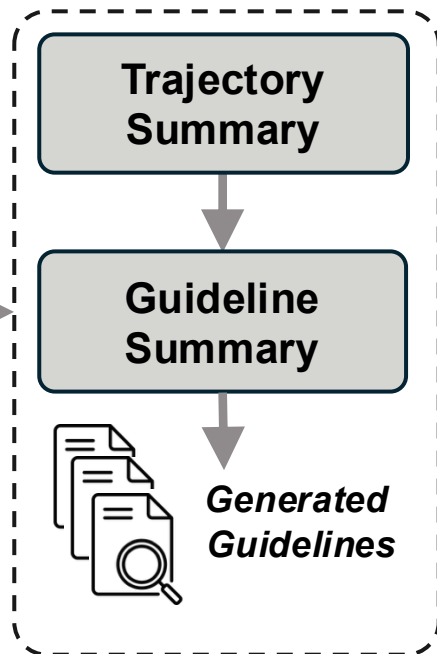 Trajectory
Summary
Guideline
Summary
Generated
Guidelines